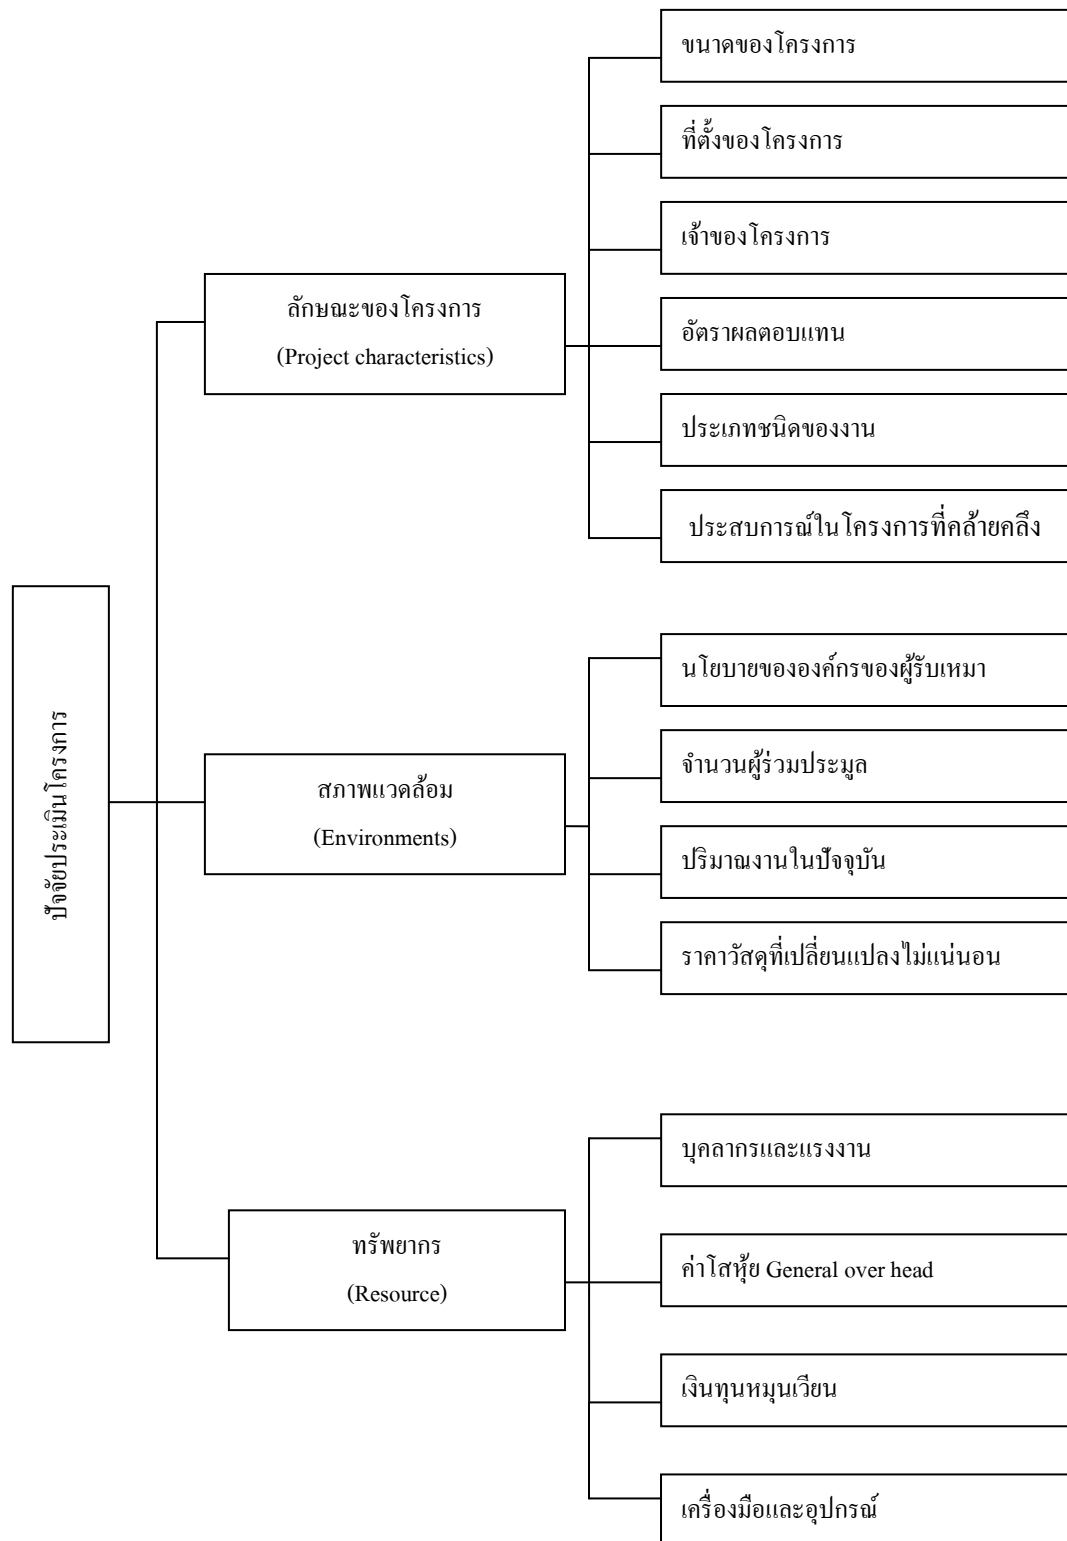 ปัจจัยประเมินโครงการ
ลักษณะของโครงการ
(Project characteristics)
ขนาดของโครงการ
ที่ตั้งของโครงการ
เจ้าของโครงการ
อัตราผลตอบแทน
ประเภทชนิดของงาน
ประสบการณ์ในโครงการที่คล้ายคลึง
สภาพแวดล้อม
(Environments)
นโยบายขององค์กรของผู้รับเหมา
จำนวนผู้ร่วมประมูล
ปริมาณงานในปัจจุบัน
ราคาวัสดุที่เปลี่ยนแปลงไม่แน่นอน
ทรัพยากร
(Resource)
บุคลากรและแรงงาน
ค่าโสหุ้ย General over head
เงินทุนหมุนเวียน
เครื่องมือและอุปกรณ์